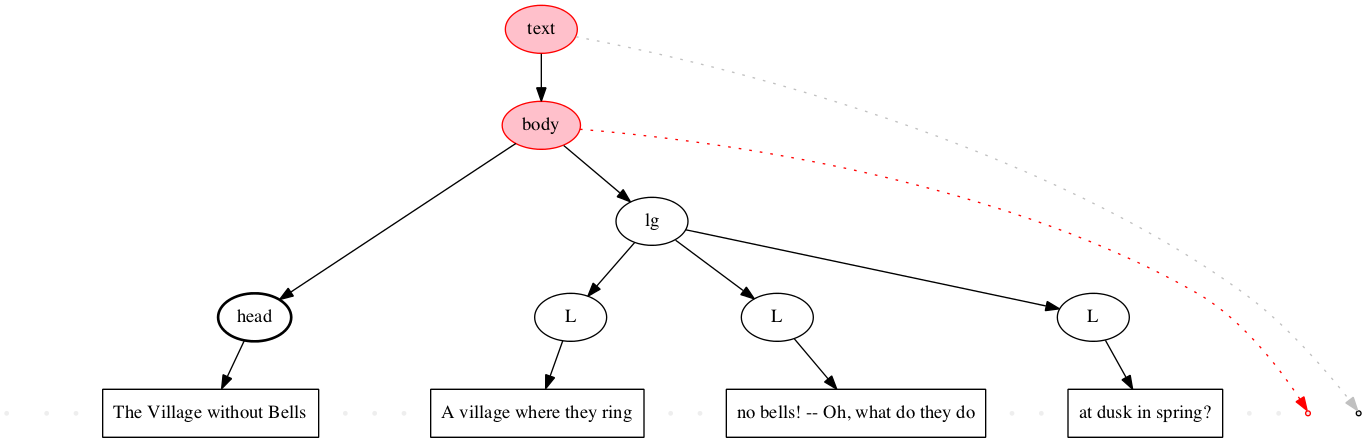 text
body
lg
head
L
L
L
The Village without Bells
A village where they ring
no bells! -- Oh, what do they do
at dusk in spring?